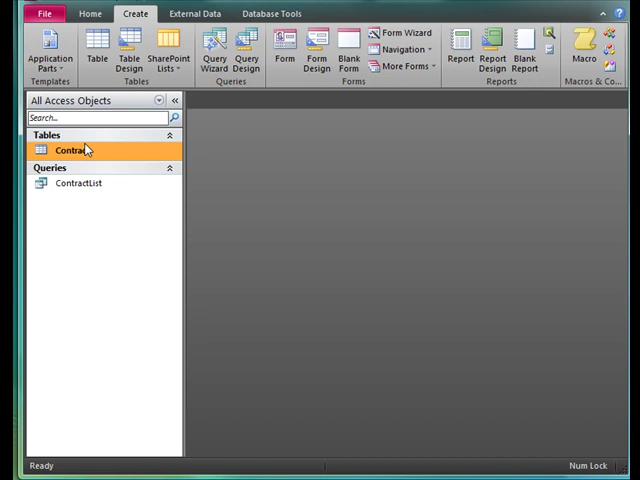 File Home Create External Data Database Tools
Application Parts Table Table Design SharePoint Lists Query Wizard Query Design Form Form Design Blank Form Form Wizard Navigation More Forms Report Report Design Blank Report Macro
Templates Tables Queries Forms Reports Macros & Co...
All Access Objects
Search...
Tables
Queries
ContractList
Ready Num Lock